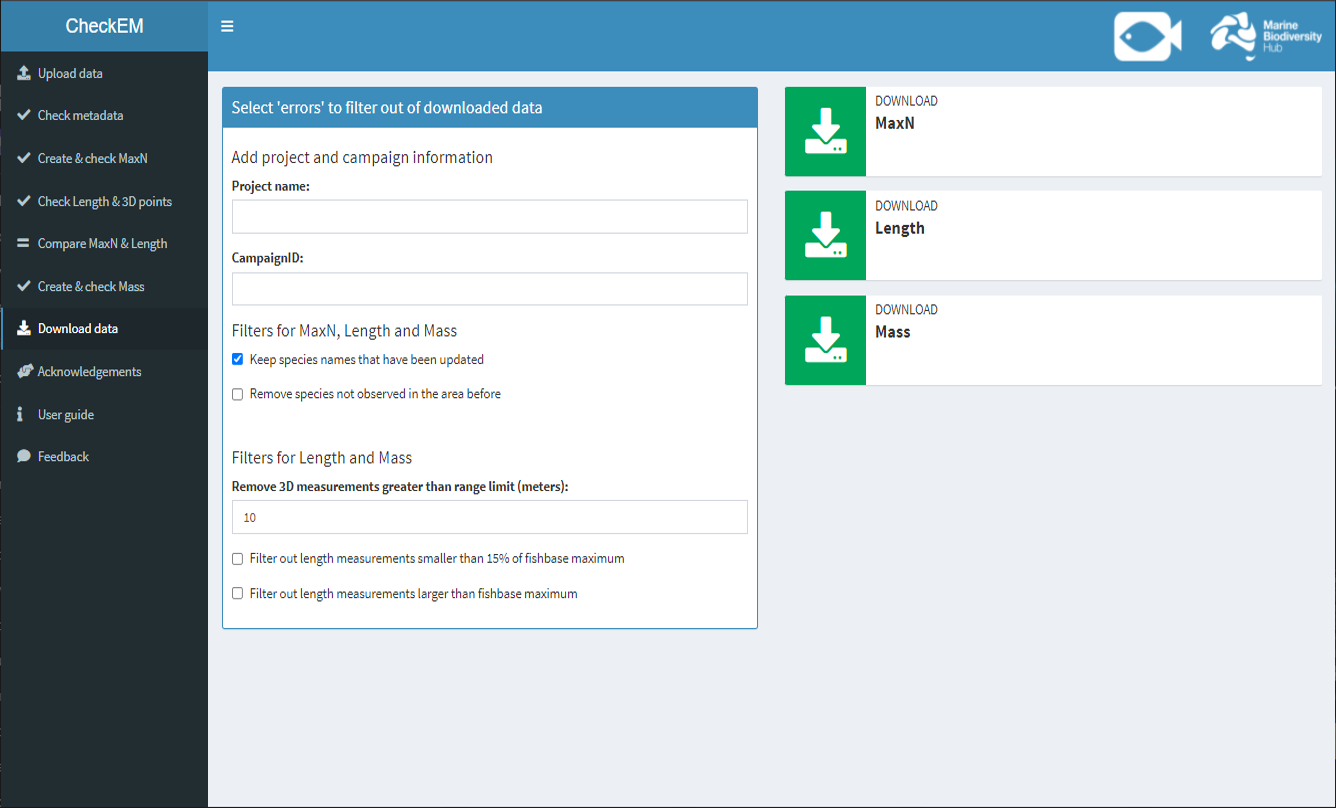 CheckEM
Marine
Biodiversity
Hub
Upload data
Check metadata
Create & check MaxN
Check Length & 3D points
Compare MaxN & Length
Create & check Mass
Download data
Acknowledgements
User guide
Feedback
Select 'errors' to filter out of downloaded data
Add project and campaign information
Project name:
CampaignID:
Filters for MaxN, Length and Mass
Keep species names that have been updated
Remove species not observed in the area before
Filters for Length and Mass
Remove 3D measurements greater than range limit (meters):
10
Filter out length measurements smaller than 15% of fishbase maximum
Filter out length measurements larger than fishbase maximum
DOWNLOAD
MaxN
DOWNLOAD
Length
DOWNLOAD
Mass